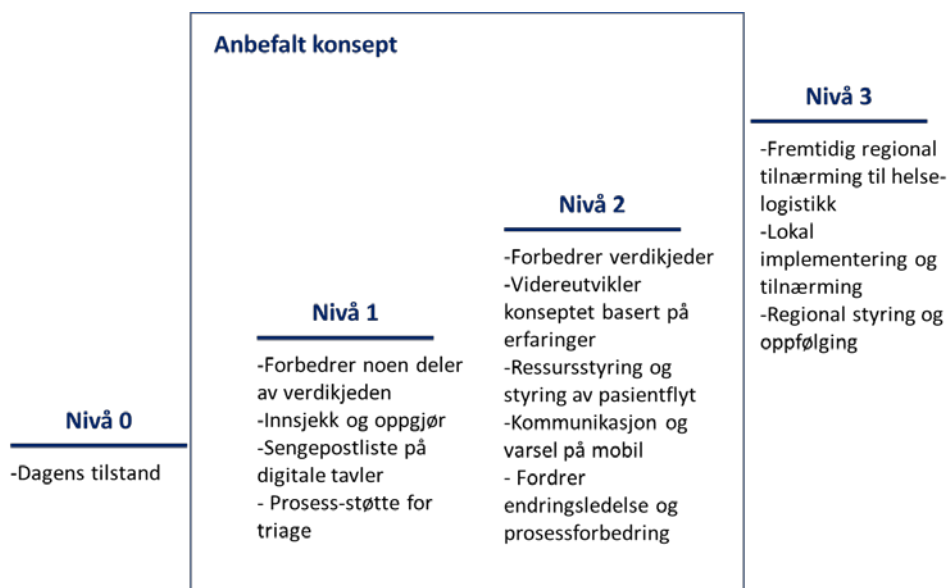 Anbefalt konsept
Nivå 0
-Dagens tilstand
Nivå 1
-Forbedrer noen deler
av verdikjeden
-Innsjekk og oppgjør
-Sengepostliste på
digitale tavler
- Prosess-støtte for
triage
Nivå 2
-Forbedrer verdikjeder
-Videreutvikler
konseptet basert på
erfaringer
-Ressursstyring og
styring av pasientflyt
-Kommunikasjon og
varsel på mobil
- Fordrer
endringsledelse og
prosessforbedring
Nivå 3
-Fremtidig regional
tilnærming til helse-
logistikk
-Lokal
implementering og
tilnærming
-Regional styring og
oppfølging